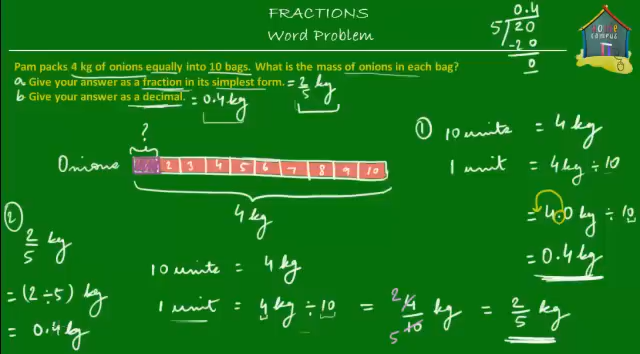 FRACTIONS
Word Problem
Pam packs 4 kg of onions equally into 10 bags. What is the mass of onions in each bag?
a. Give your answer as a fraction in its simplest form. = 2/5 kg
b. Give your answer as a decimal. = 0.4 kg
0.4
5 20
-20
0
home campus
?
Onions 1 2 3 4 5 6 7 8 9 10
4 kg
10 units = 4 kg
1 unit = 4 kg ÷ 10 = 2 4/5 10 kg = 2/5 kg
① 10 units = 4 kg
1 unit = 4 kg ÷ 10
= 4.0 kg ÷ 10
= 0.4 kg
②
2/5 kg
= (2 ÷ 5) kg
= 0.4 kg